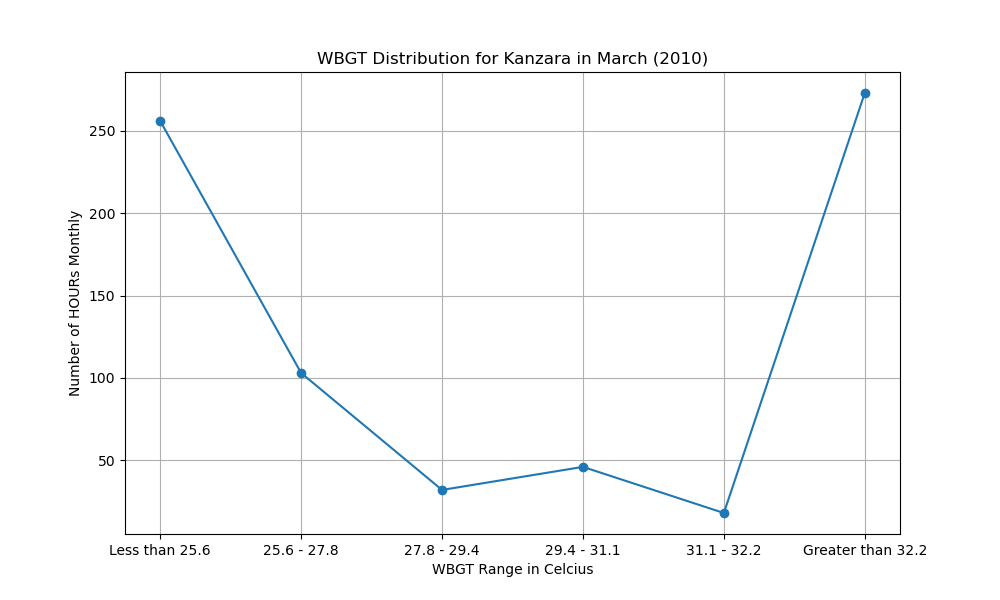 WBGT Distribution for Kanzara in March (2010)
Number of HOURs Monthly
250
200
150
100
50
Less than 25.6
25.6 - 27.8
27.8 - 29.4
29.4 - 31.1
31.1 - 32.2
Greater than 32.2
WBGT Range in Celcius